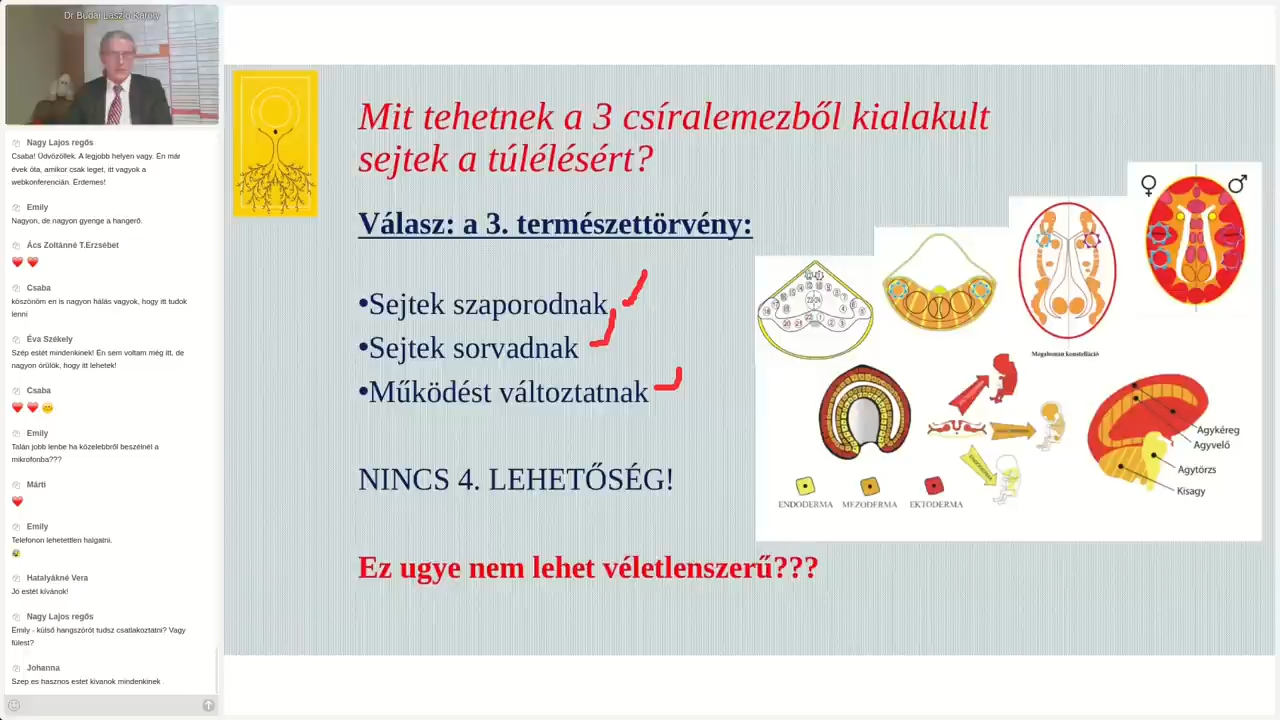 Dr Budai László Károly
Nagy Lajos regős
Csaba! Üdvözöllek. A legjobb helyen vagy. Én már
évek óta, amikor csak leget, itt vagyok a
webkonferencián. Érdemes!
Emily
Nagyon, de nagyon gyenge a hangerő.
Ács Zoltánné T.Erzsébet
Csaba
köszönöm en is nagyon hálás vagyok, hogy itt tudok
lenni
Éva Székely
Szép estét mindenkinek! Én sem voltam még itt, de
nagyon örülök, hogy itt lehetek!
Csaba
Emily
Talán jobb lenbe ha közelebbről beszélnél a
mikrofonba???
Márti
Emily
Telefonon lehetettlen halgatni.
Hatalyákné Vera
Jó estét kívánok!
Nagy Lajos regős
Emily - külső hangszórót tudsz csatlakoztatni? Vagy
fülest?
Johanna
Szep es hasznos estet kivanok mindenkinek .
Mit tehetnek a 3 csíralemezből kialakult
sejtek a túlélésért?
Válasz: a 3. természettörvény:
•Sejtek szaporodnak
•Sejtek sorvadnak
•Működést változtatnak
NINCS 4. LEHETŐSÉG!
Ez ugye nem lehet véletlenszerű???
♀ ♂
Megalosman konstelláció
Agykéreg
Agyvelő
Agytörzs
Kisagy
ENDODERMA MEZODERMA EKTODERMA